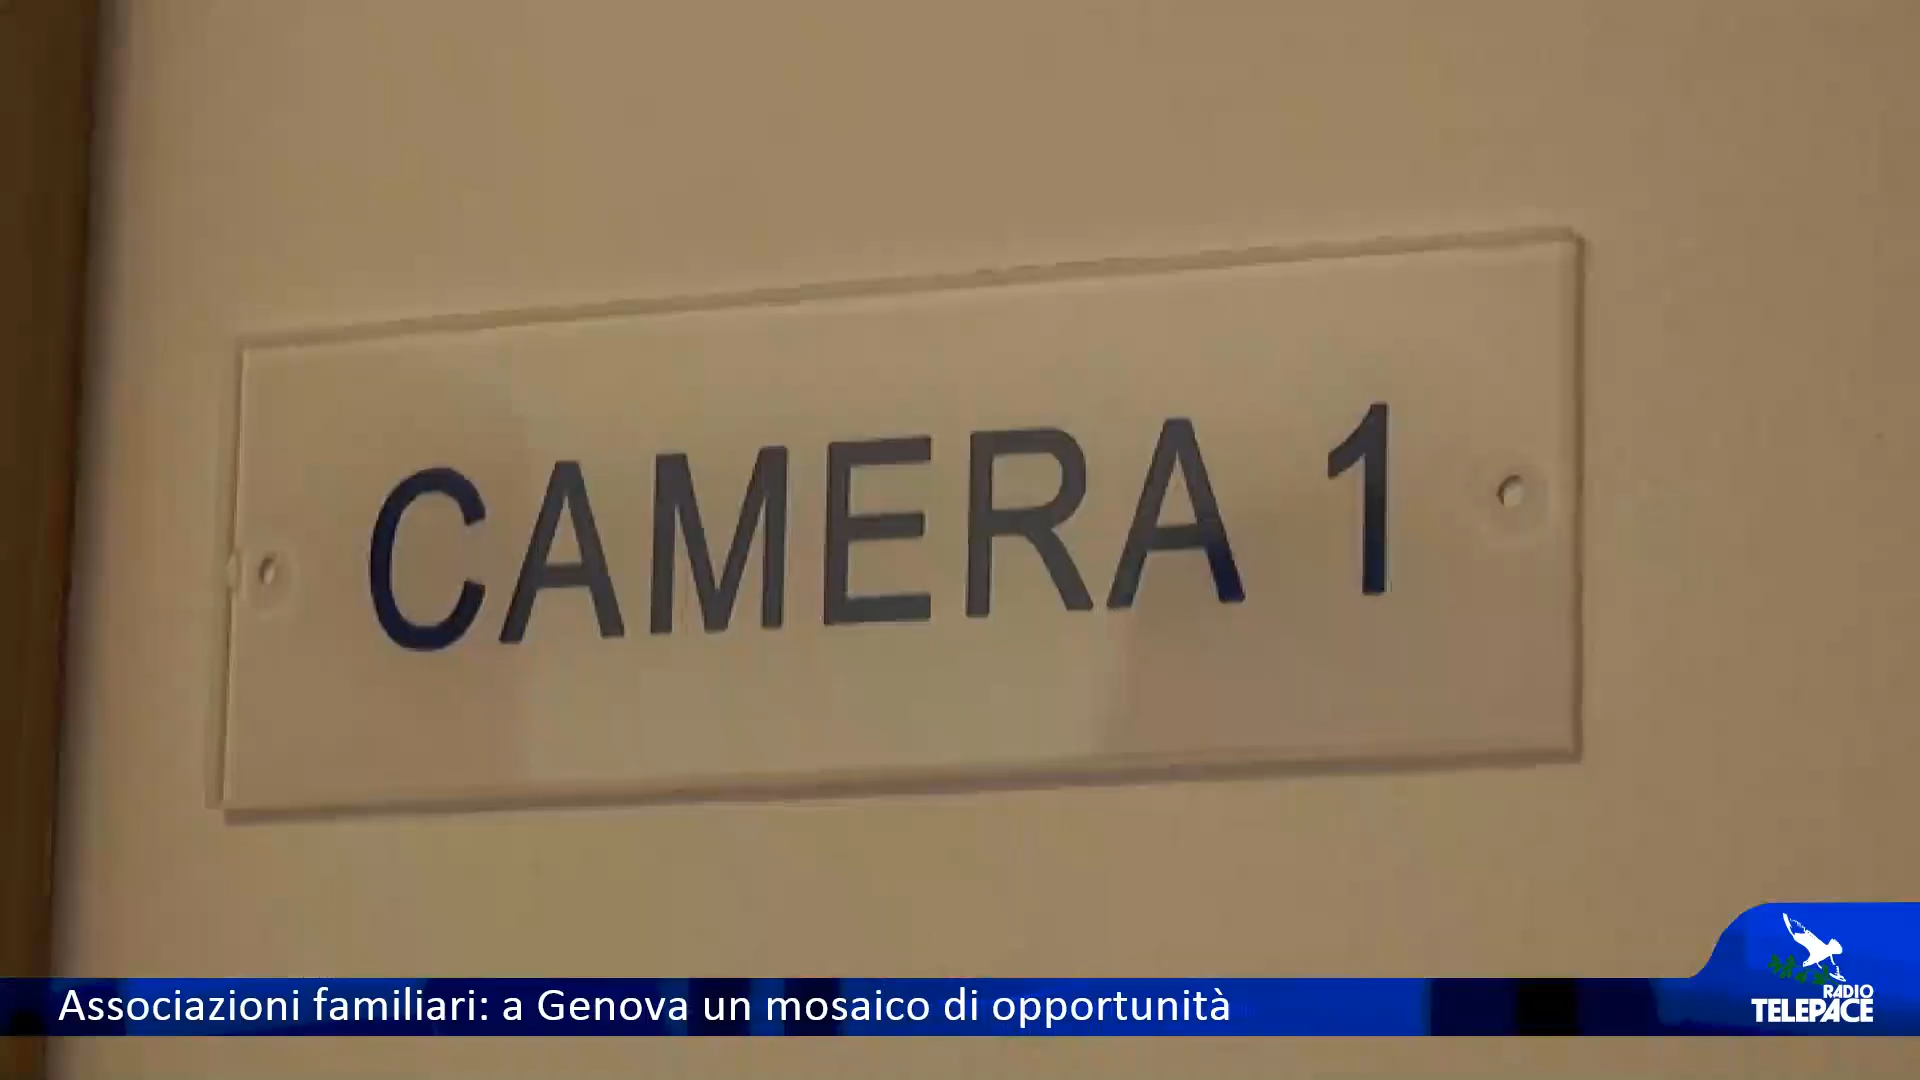 CAMERA 1
Associazioni familiari: a Genova un mosaico di opportunità
RADIO
TELEPACE